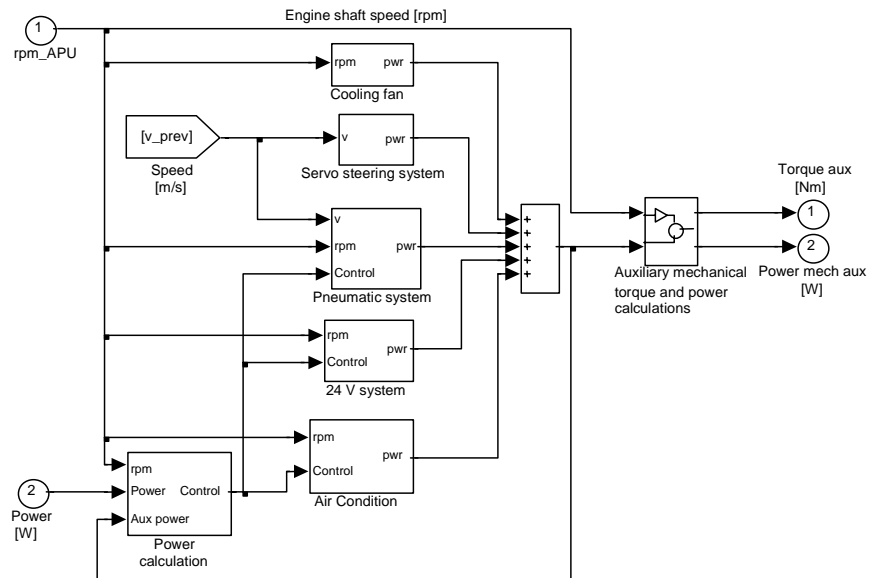 Engine shaft speed [rpm]
1
rpm_APU
rpm
pwr
Cooling fan
[v_prev]
Speed
[m/s]
v
pwr
Servo steering system
v
rpm
Control
pwr
Pneumatic system
rpm
Control
pwr
24 V system
rpm
Control
pwr
Air Condition
2
Power
[W]
rpm
Power
Aux power
Control
Power
calculation
+
+
+
+
+
Auxiliary mechanical
torque and power
calculations
Torque aux
[Nm]
1
2
Power mech aux
[W]